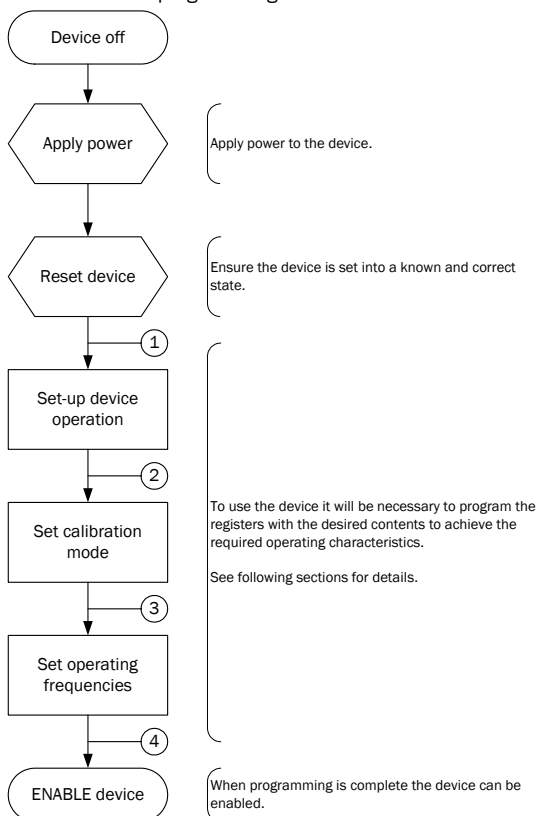 Device off
Apply power
Apply power to the device.
Reset device
Ensure the device is set into a known and correct
state.
1
Set-up device
operation
2
Set calibration
mode
To use the device it will be necessary to program the
registers with the desired contents to achieve the
required operating characteristics.
See following sections for details.
3
Set operating
frequencies
4
ENABLE device
When programming is complete the device can be
enabled.